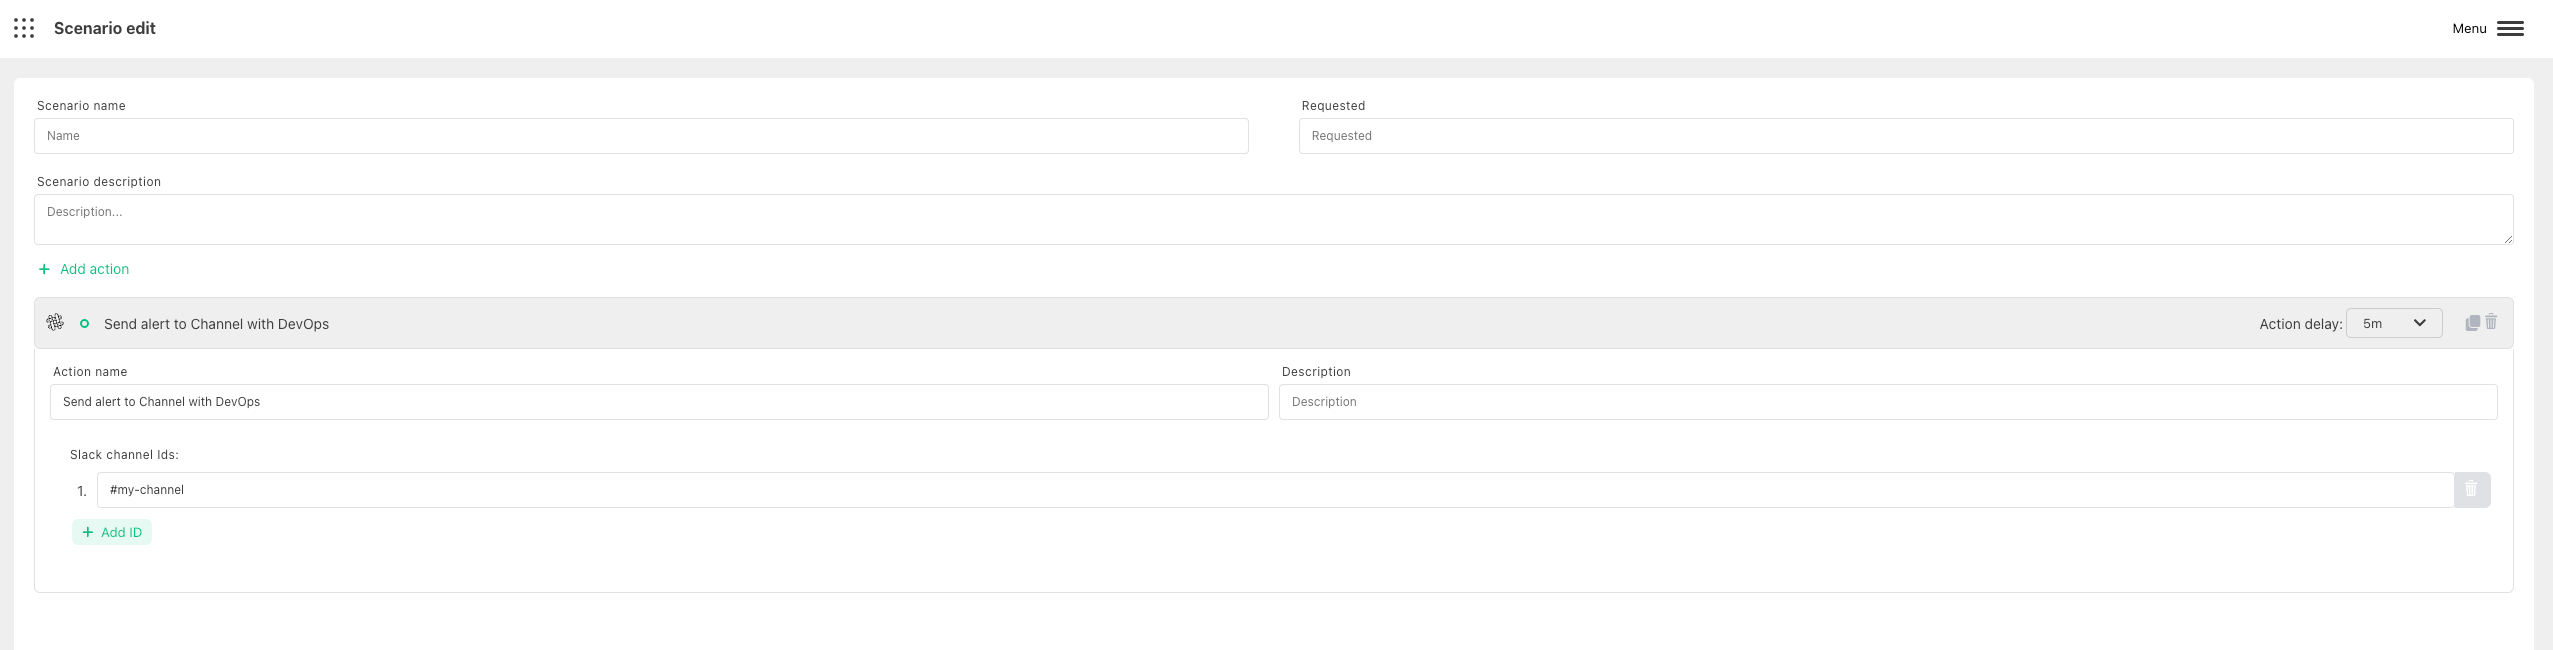 Scenario edit
Menu
Scenario name
Requested
Name
Requested
Scenario description
Description...
+ Add action
Send alert to Channel with DevOps
Action delay: 5m
Action name
Description
Send alert to Channel with DevOps
Description
Slack channel Ids:
1. #my-channel
+ Add ID